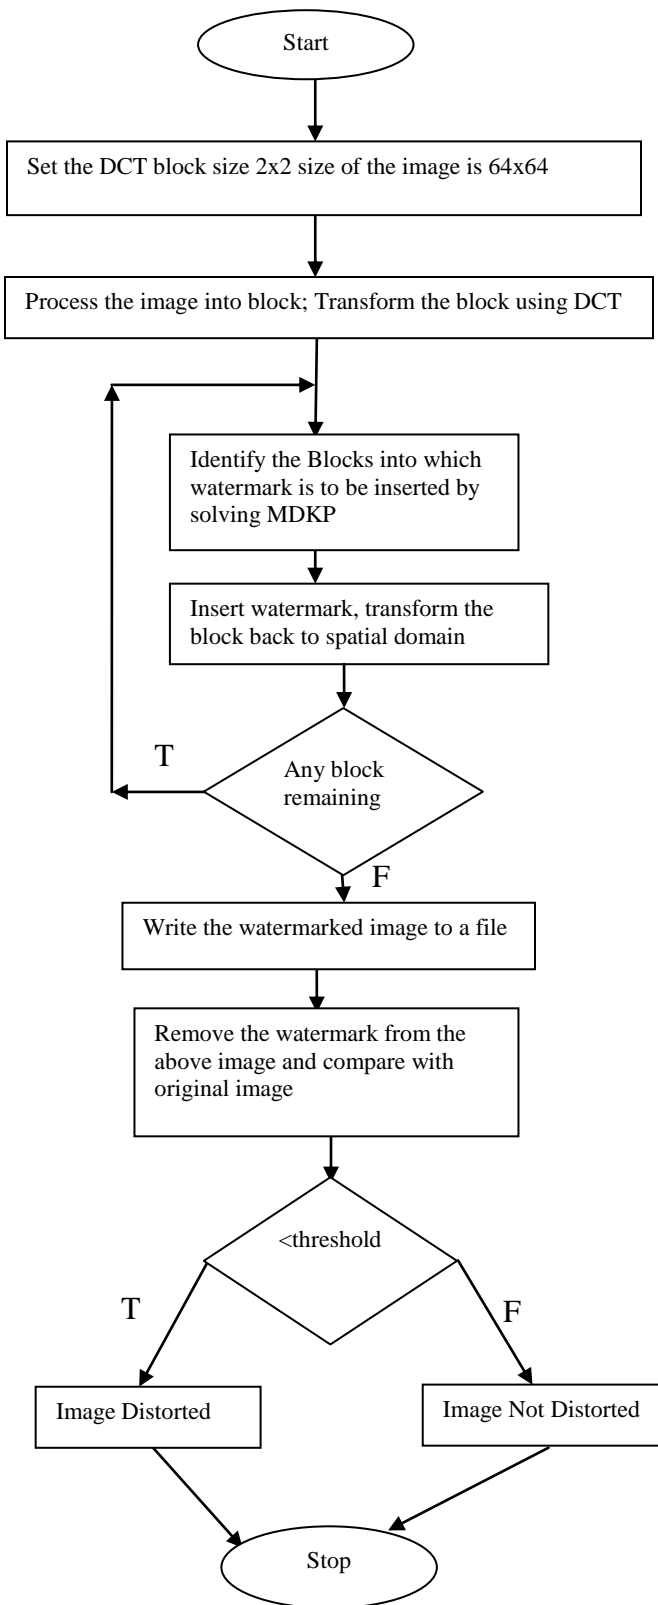 Start
Set the DCT block size 2x2 size of the image is 64x64
Process the image into block; Transform the block using DCT
Identify the Blocks into which
watermark is to be inserted by
solving MDKP
Insert watermark, transform the
block back to spatial domain
T
Any block
remaining
F
Write the watermarked image to a file
Remove the watermark from the
above image and compare with
original image
<threshold
T
F
Image Distorted
Image Not Distorted
Stop